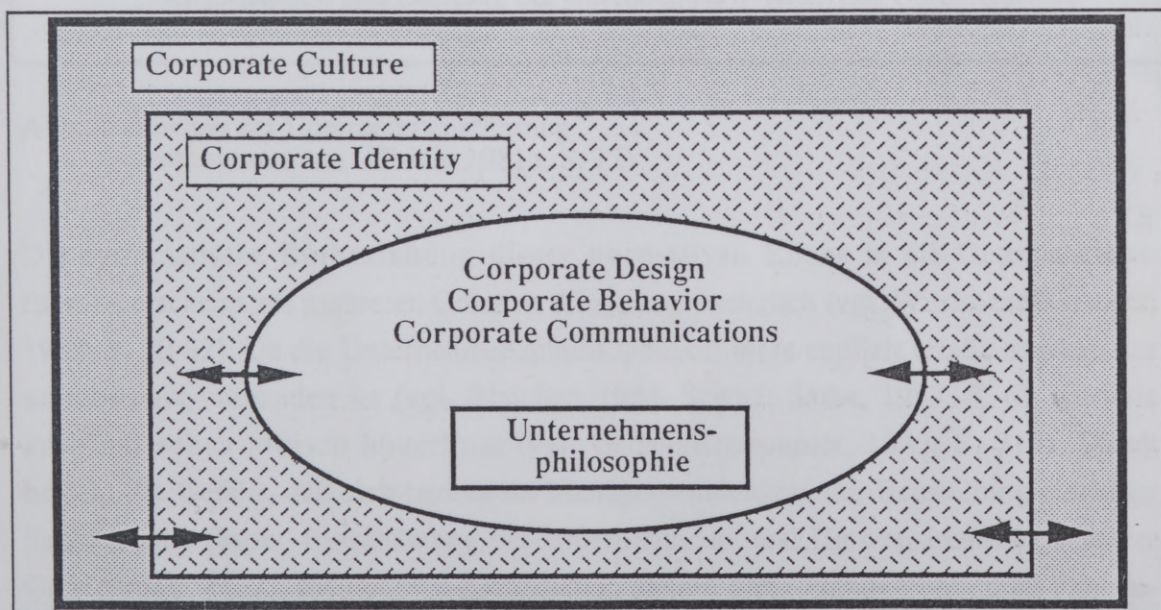 Corporate Culture
Corporate Identity
Corporate Design
Corporate Behavior
Corporate Communications
Unternehmens-
philosophie